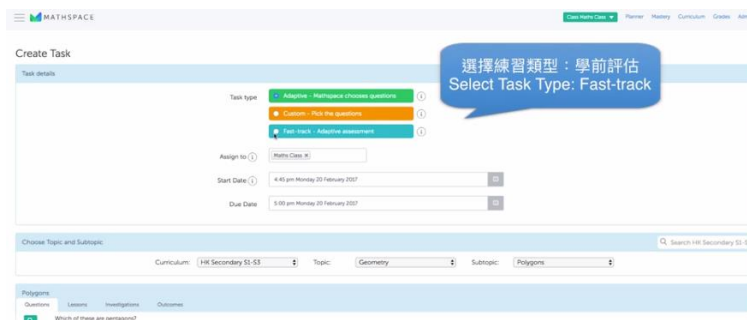 MATHSPACE
Class Maths Class
Planner
Mastery
Curriculum
Grades
Create Task
選擇練習類型：學前評估
Select Task Type: Fast-track
Task details
Task type
Adaptive - Mathspace chooses questions
Custom - Pick the questions
Fast-track - Adaptive assessment
Assign to
Maths Class
Start Date
4:45 pm Monday 20 February 2017
Due Date
5:00 pm Monday 20 February 2017
Choose Topic and Subtopic
Search HK Secondary S1-S
Curriculum: HK Secondary S1-S3 Topic: Geometry Subtopic: Polygons
Polygons
Questions Lessons Investigations Outcomes
Which of these are pentagons?